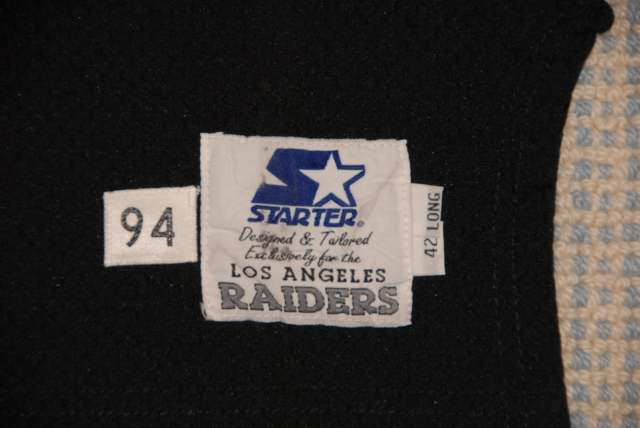 94
STARTER®
Designed & Tailored
Exclusively for the
LOS ANGELES
RAIDERS
42 LONG